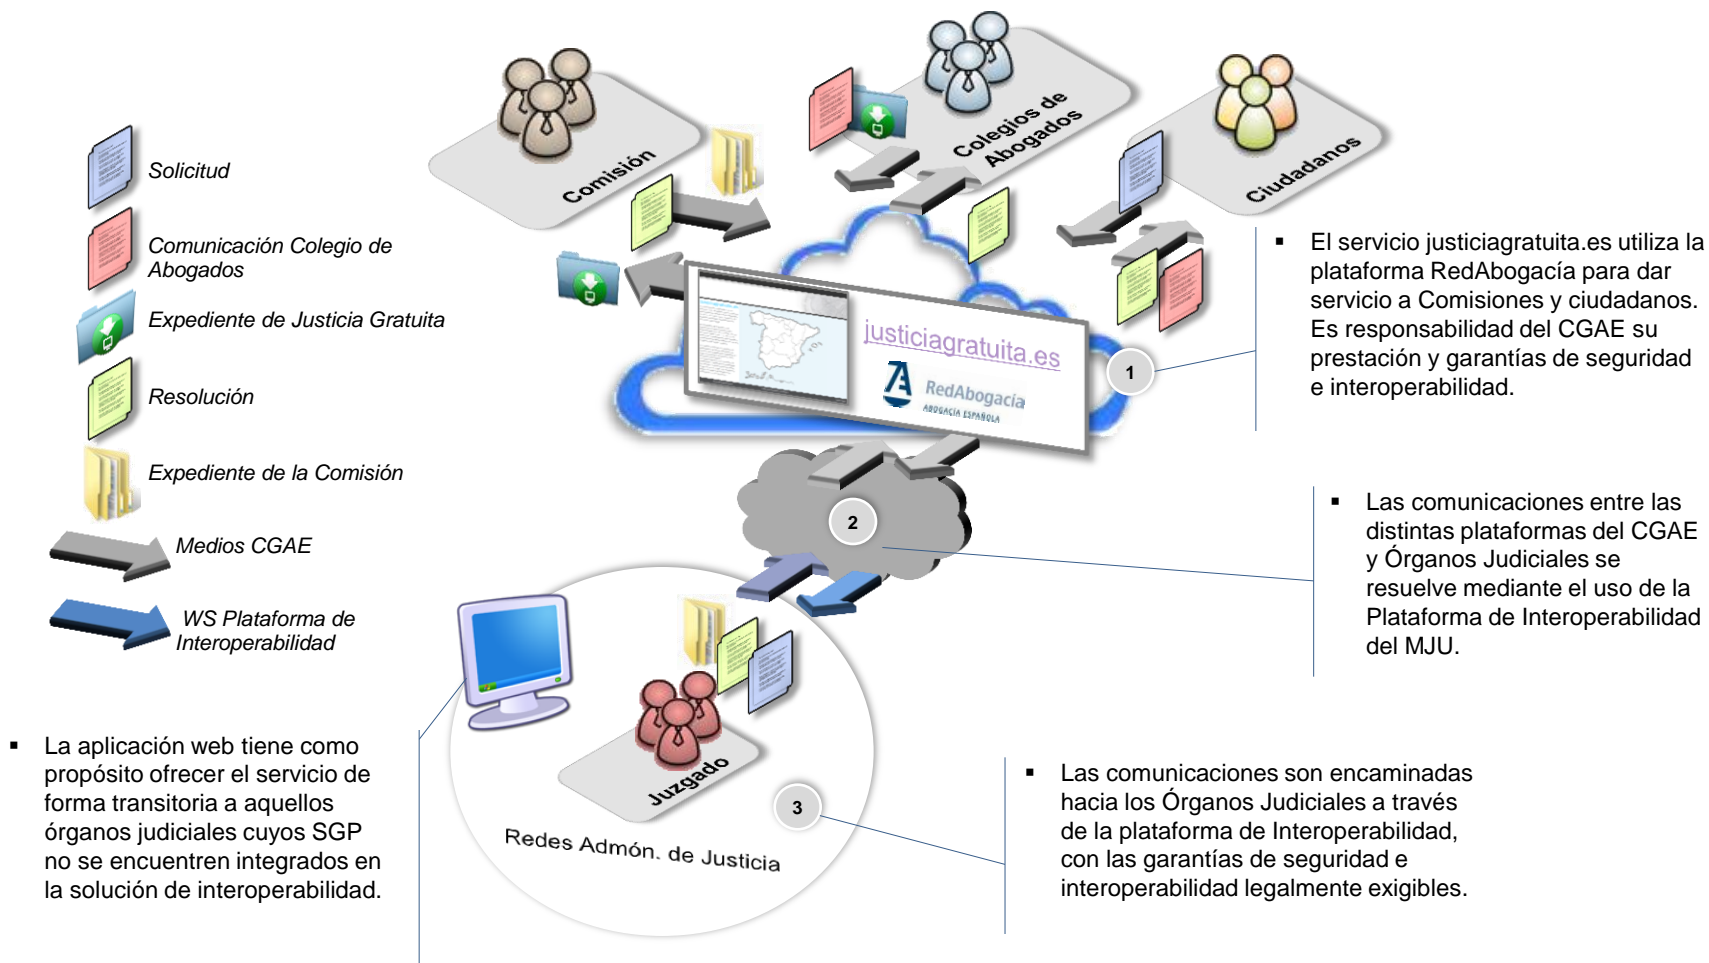 Solicitud
Comunicación Colegio de
Abogados
Expediente de Justicia Gratuita
Resolución
Expediente de la Comisión
Medios CGAE
WS Plataforma de
Interoperabilidad
Comisión
Colegios de
Abogados
Ciudadanos
justiciagratuita.es
RedAbogacía
ABOGACÍA ESPAÑOLA
1
2
3
Juzgado
Redes Admón. de Justicia
▪ El servicio justiciagratuita.es utiliza la
plataforma RedAbogacía para dar
servicio a Comisiones y ciudadanos.
Es responsabilidad del CGAE su
prestación y garantías de seguridad
e interoperabilidad.
▪ Las comunicaciones entre las
distintas plataformas del CGAE
y Órganos Judiciales se
resuelve mediante el uso de la
Plataforma de Interoperabilidad
del MJU.
▪ La aplicación web tiene como
propósito ofrecer el servicio de
forma transitoria a aquellos
órganos judiciales cuyos SGP
no se encuentren integrados en
la solución de interoperabilidad.
▪ Las comunicaciones son encaminadas
hacia los Órganos Judiciales a través
de la plataforma de Interoperabilidad,
con las garantías de seguridad e
interoperabilidad legalmente exigibles.